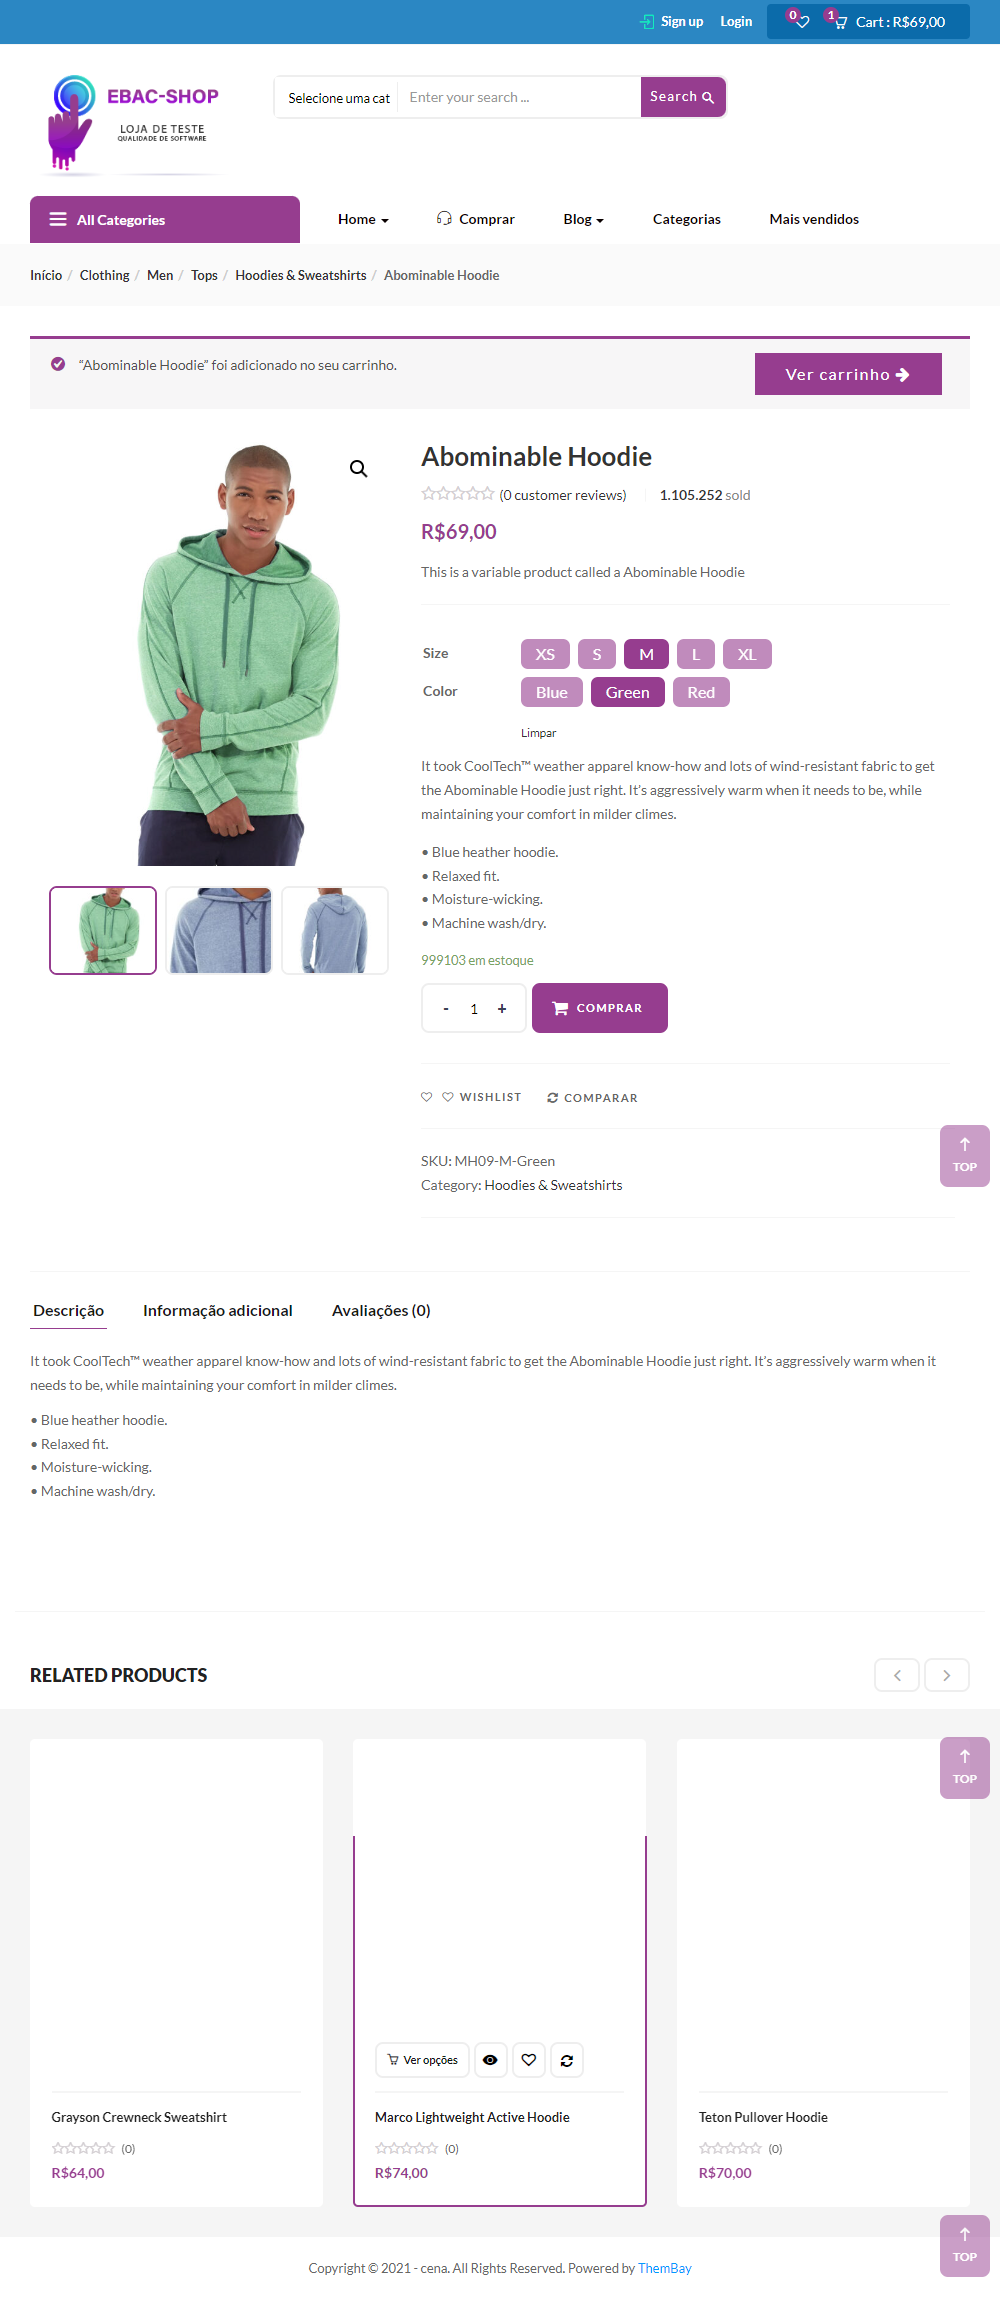 Sign up Login 0 1 Cart : R$69,00
EBAC-SHOP
LOJA DE TESTE
QUALIDADE DE SOFTWARE
Selecione uma cat Enter your search ... Search
All Categories Home Comprar Blog Categorias Mais vendidos
Início / Clothing / Men / Tops / Hoodies & Sweatshirts / Abominable Hoodie
“Abominable Hoodie” foi adicionado no seu carrinho. Ver carrinho
Abominable Hoodie
(0 customer reviews) 1.105.252 sold
R$69,00
This is a variable product called a Abominable Hoodie
Size XS S M L XL
Color Blue Green Red
Limpar
It took CoolTech™ weather apparel know-how and lots of wind-resistant fabric to get
the Abominable Hoodie just right. It’s aggressively warm when it needs to be, while
maintaining your comfort in milder climes.
• Blue heather hoodie.
• Relaxed fit.
• Moisture-wicking.
• Machine wash/dry.
999103 em estoque
- 1 + COMPRAR
WISHLIST COMPARAR
TOP
SKU: MH09-M-Green
Category: Hoodies & Sweatshirts
Descrição Informação adicional Avaliações (0)
It took CoolTech™ weather apparel know-how and lots of wind-resistant fabric to get the Abominable Hoodie just right. It’s aggressively warm when it
needs to be, while maintaining your comfort in milder climes.
• Blue heather hoodie.
• Relaxed fit.
• Moisture-wicking.
• Machine wash/dry.
RELATED PRODUCTS
TOP
Ver opções
Grayson Crewneck Sweatshirt Marco Lightweight Active Hoodie Teton Pullover Hoodie
(0) (0) (0)
R$64,00 R$74,00 R$70,00
TOP
Copyright © 2021 - cena. All Rights Reserved. Powered by ThemBay